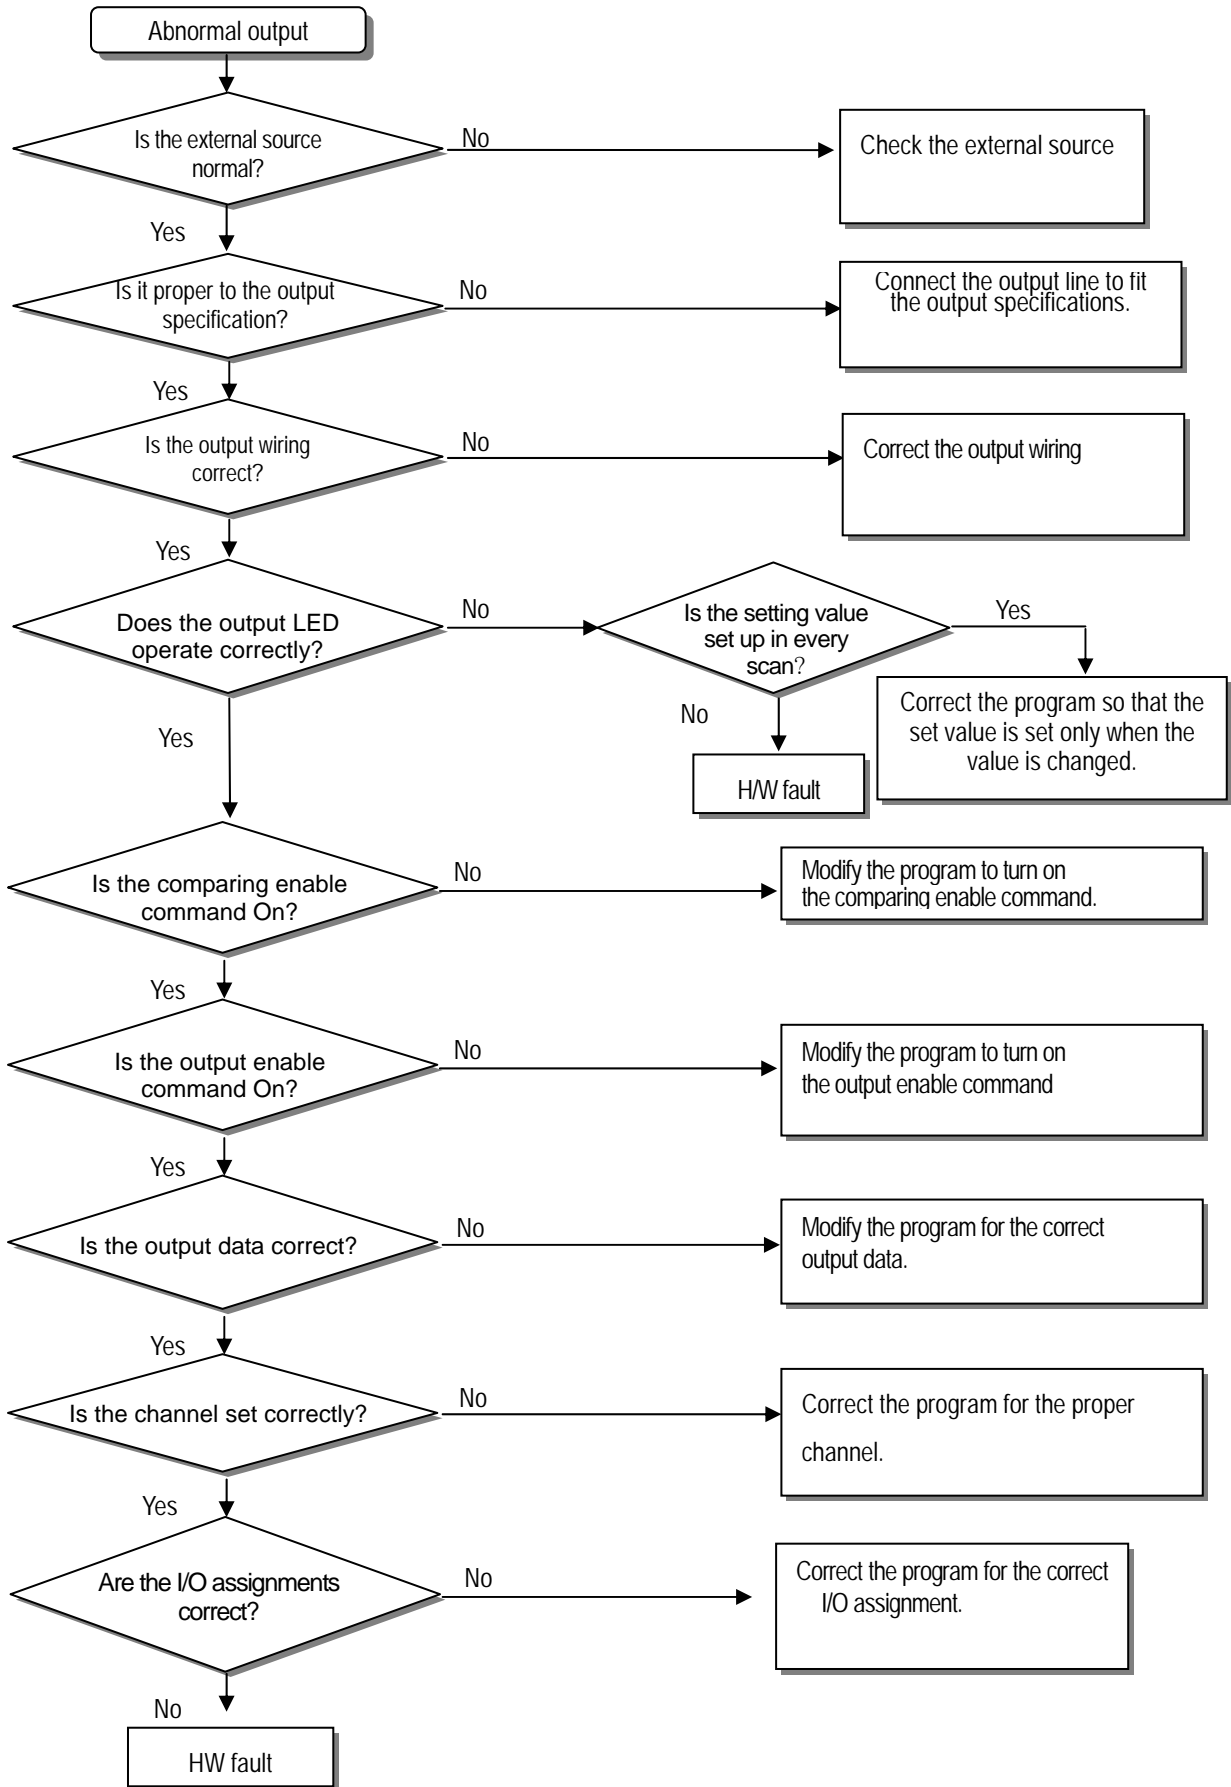 Abnormal output
Is the external source
normal?
No
Check the external source
Yes
Is it proper to the output
specification?
No
Connect the output line to fit
the output specifications.
Yes
Is the output wiring
correct?
No
Correct the output wiring
Yes
Does the output LED
operate correctly?
No
Is the setting value
set up in every
scan?
Yes
Correct the program so that the
set value is set only when the
value is changed.
No
H/W fault
Yes
Is the comparing enable
command On?
No
Modify the program to turn on
the comparing enable command.
Yes
Is the output enable
command On?
No
Modify the program to turn on
the output enable command
Yes
Is the output data correct?
No
Modify the program for the correct
output data.
Yes
Is the channel set correctly?
No
Correct the program for the proper
channel.
Yes
Are the I/O assignments
correct?
No
Correct the program for the correct
I/O assignment.
No
HW fault